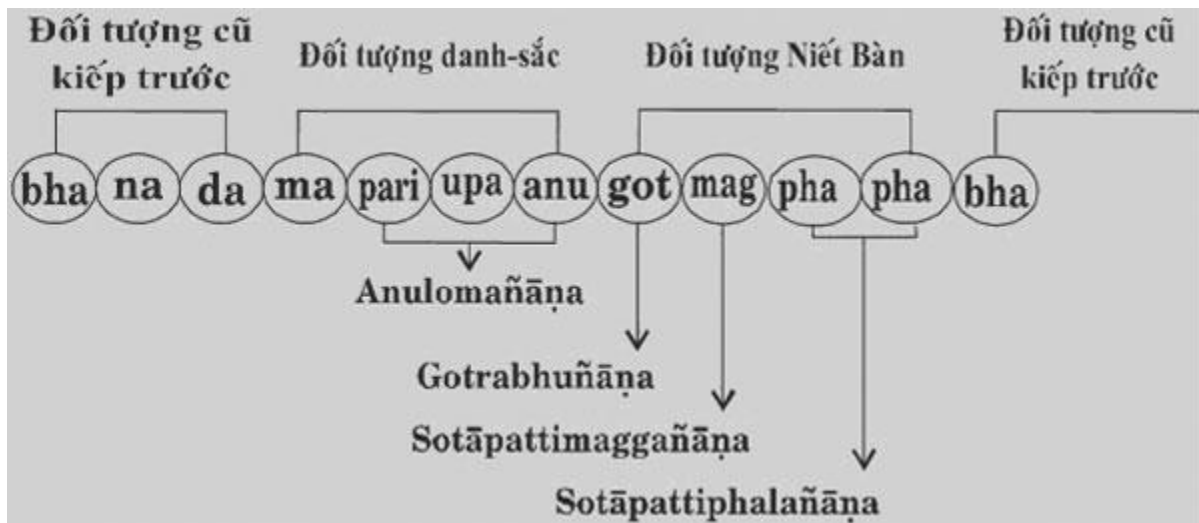 Đối tượng cũ
kiếp trước
Đối tượng danh-sắc
Đối tượng Niết Bàn
Đối tượng cũ
kiếp trước
bha na da ma pari upa anu got mag pha pha bha
Anulomañāṇa
Gotrabhuñāṇa
Sotāpattimaggañāṇa
Sotāpattiphalañāṇa